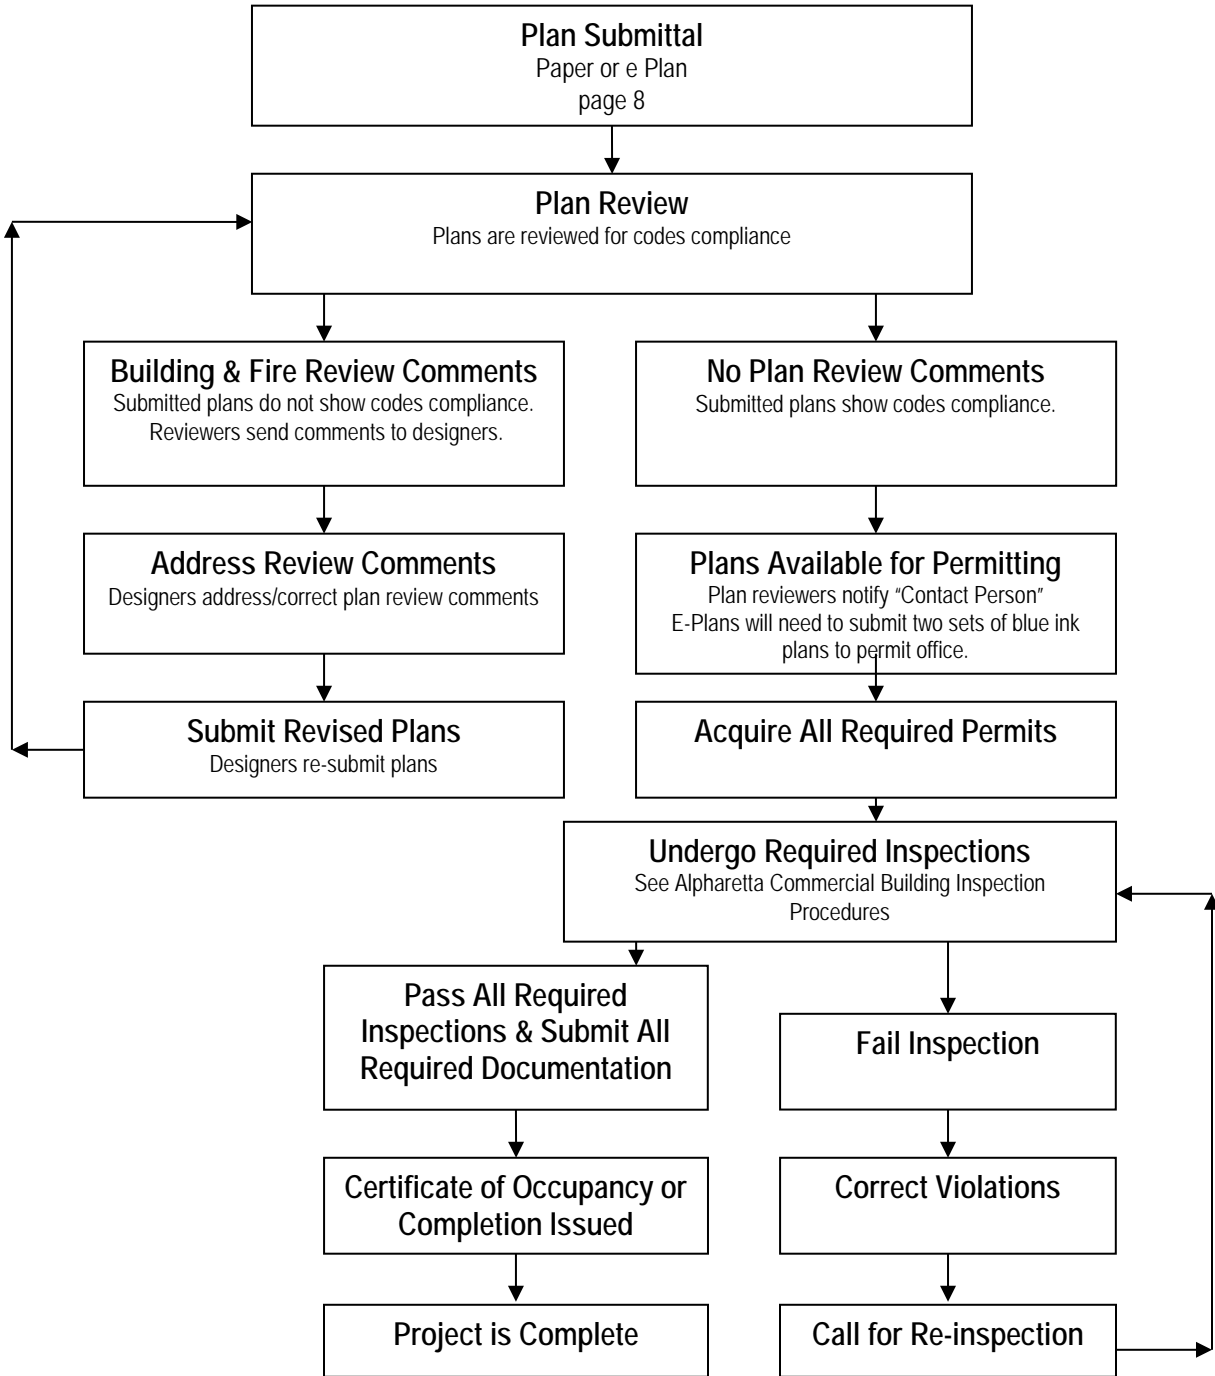 Plan Submittal
Paper or e Plan
page 8
Plan Review
Plans are reviewed for codes compliance
Building & Fire Review Comments
Submitted plans do not show codes compliance.
Reviewers send comments to designers.
No Plan Review Comments
Submitted plans show codes compliance.
Address Review Comments
Designers address/correct plan review comments
Plans Available for Permitting
Plan reviewers notify “Contact Person”
E-Plans will need to submit two sets of blue ink
plans to permit office.
Submit Revised Plans
Designers re-submit plans
Acquire All Required Permits
Undergo Required Inspections
See Alpharetta Commercial Building Inspection
Procedures
Pass All Required
Inspections & Submit All
Required Documentation
Fail Inspection
Certificate of Occupancy or
Completion Issued
Correct Violations
Project is Complete
Call for Re-inspection